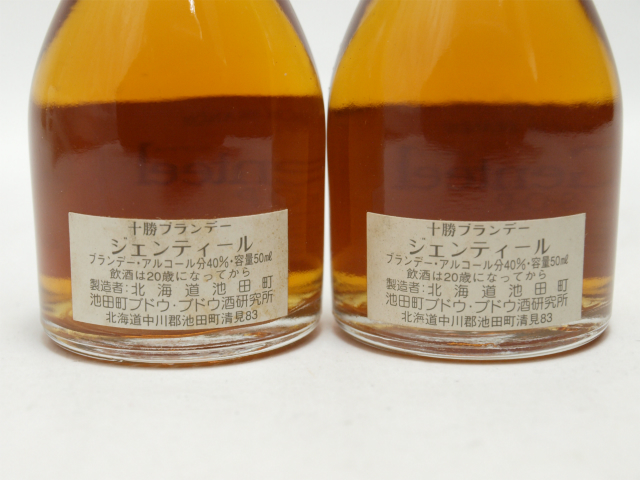 十勝ブランデー
ジェンティール
ブランデー・アルコール分40%・容量50㎖
飲酒は20歳になってから
製造者:北海道池田町
池田町ブドウ・ブドウ酒研究所
北海道中川郡池田町清見83
十勝ブランデー
ジェンティール
ブランデー・アルコール分40%・容量50㎖
飲酒は20歳になってから
製造者:北海道池田町
池田町ブドウ・ブドウ酒研究所
北海道中川郡池田町清見83